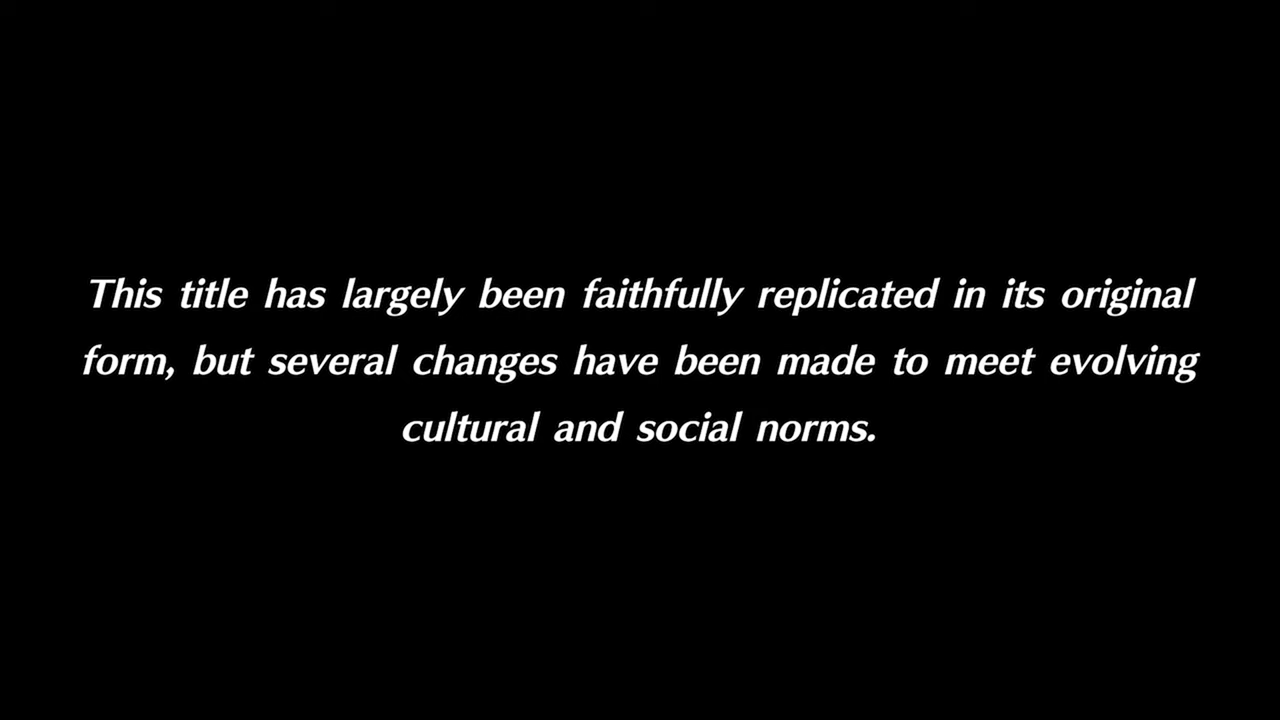 This title has largely been faithfully replicated in its original
form, but several changes have been made to meet evolving
cultural and social norms.